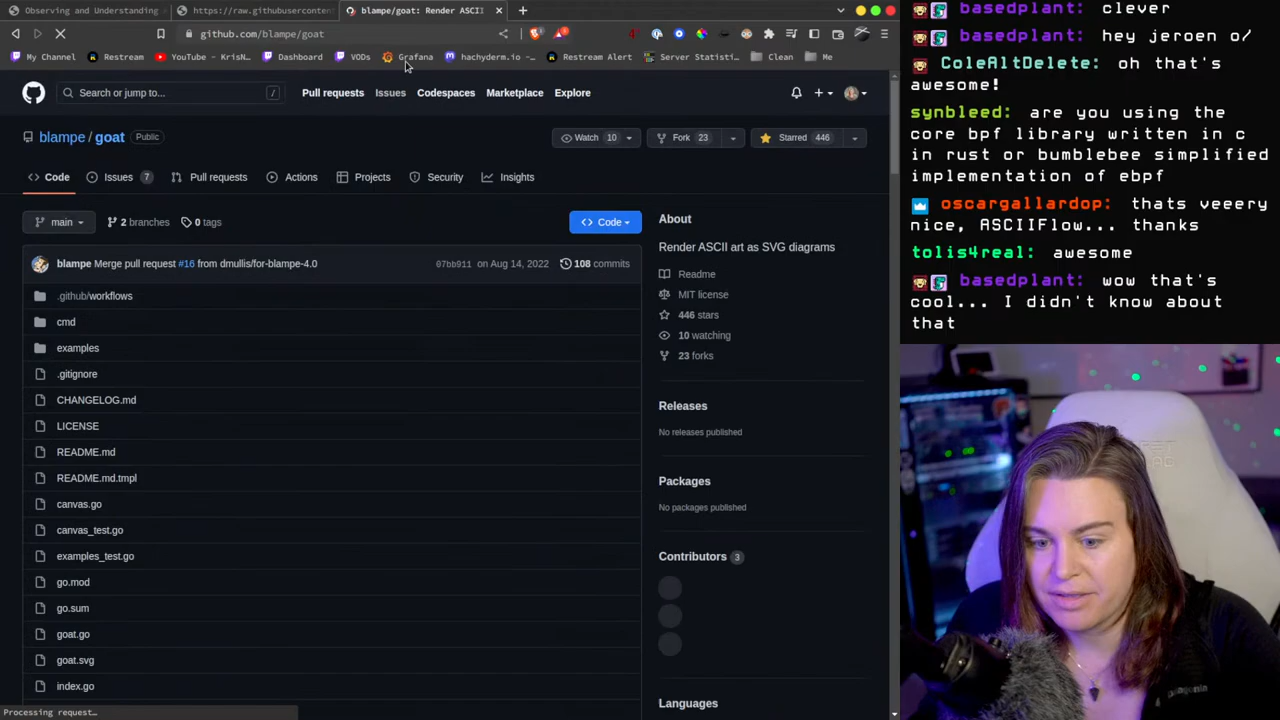 Observing and Understanding
https://raw.githubusercontent
blampe/goat: Render ASCII
github.com/blampe/goat
My Channel
Restream
YouTube - KrisN...
Dashboard
VODs
Grafana
hachyderm.io -...
Restream Alert
Server Statisti...
Clean
Me
Search or jump to...
/
Pull requests
Issues
Codespaces
Marketplace
Explore
blampe / goat
Public
Watch 10
Fork 23
Starred 446
Code
Issues 7
Pull requests
Actions
Projects
Security
Insights
main
2 branches
0 tags
Code
blampe Merge pull request #16 from dmullis/for-blampe-4.0
07bb911 on Aug 14, 2022
108 commits
.github/workflows
cmd
examples
.gitignore
CHANGELOG.md
LICENSE
README.md
README.md.tmpl
canvas.go
canvas_test.go
examples_test.go
go.mod
go.sum
goat.go
goat.svg
index.go
About
Render ASCII art as SVG diagrams
Readme
MIT license
446 stars
10 watching
23 forks
Releases
No releases published
Packages
No packages published
Contributors 3
Languages
Processing request...
basedplant: clever
basedplant: hey jeroen o/
ColeAltDelete: oh that's
awesome!
synbleed: are you using the
core bpf library written in c
in rust or bumblebee simplified
implementation of ebpf
oscargallardop: thats veeery
nice, ASCIIFlow... thanks
tolis4real: awesome
basedplant: wow that's
cool... I didn't know about
that
patagonia